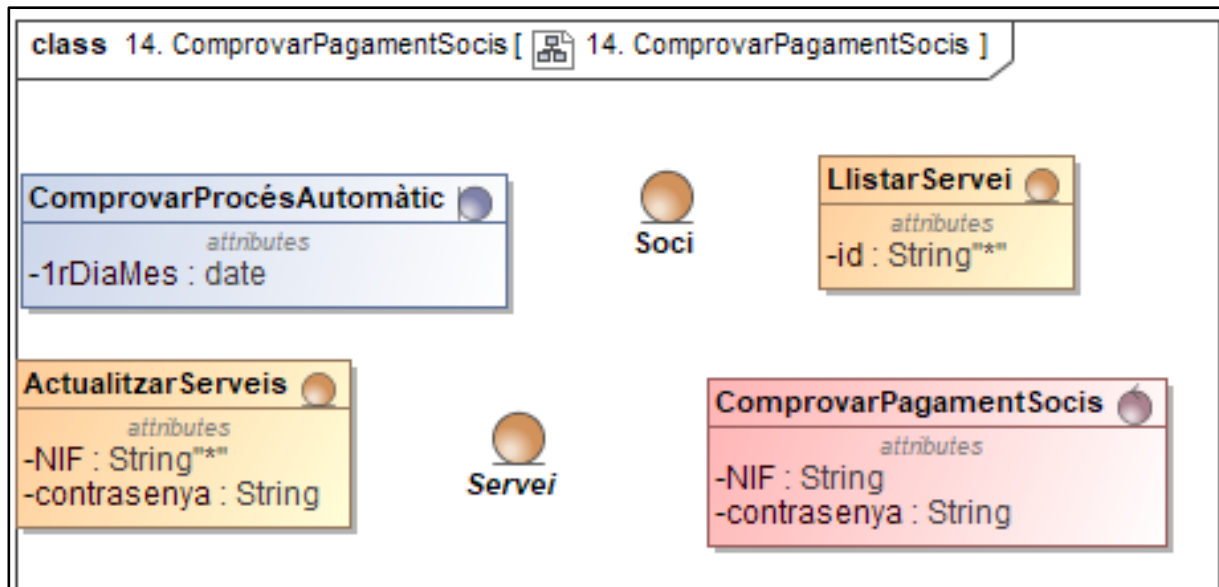 class 14. ComprovarPagamentSocis [ 14. ComprovarPagamentSocis ]
ComprovarProcésAutomàtic
attributes
-1rDiaMes : date
Soci
LlistarServei
attributes
-id : String"*"
ActualitzarServeis
attributes
-NIF : String"*"
-contrasenya : String
Servei
ComprovarPagamentSocis
attributes
-NIF : String
-contrasenya : String